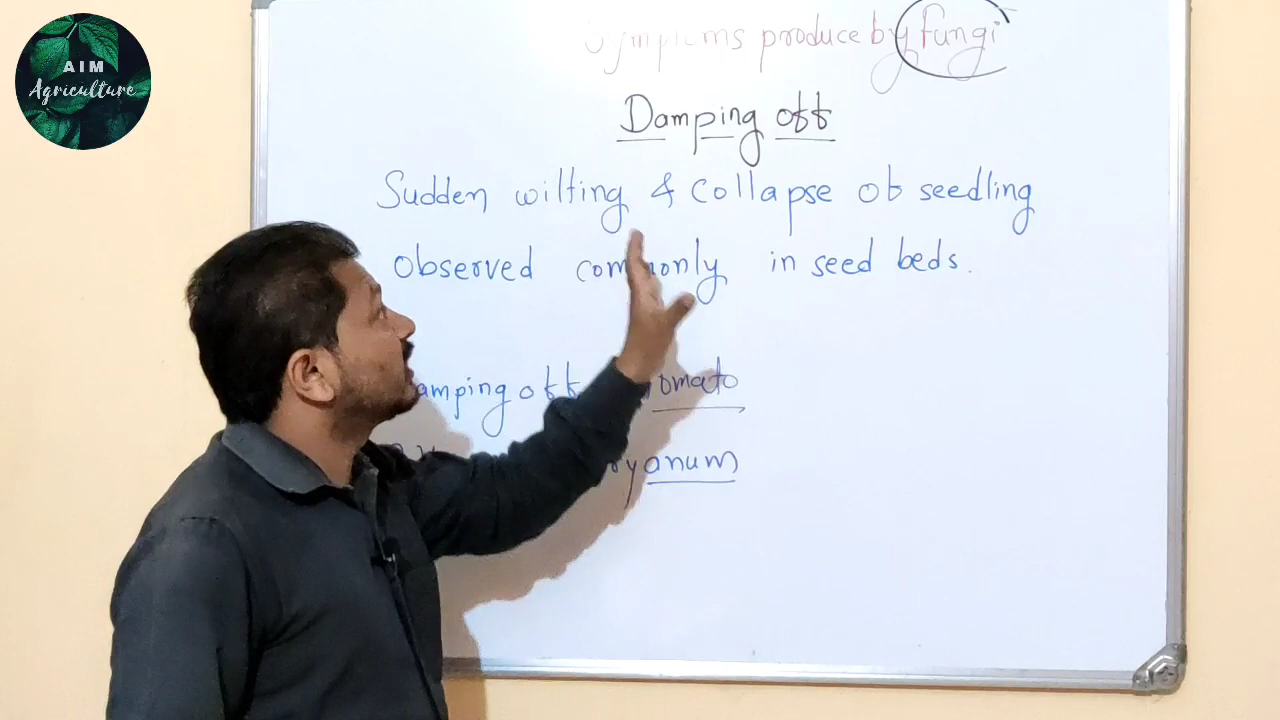 AIM
Agriculture
Symptoms produce by fungi
Damping off
Sudden wilting & Collapse of seedling
observed commonly in seed beds.
amping off omato
ryanum